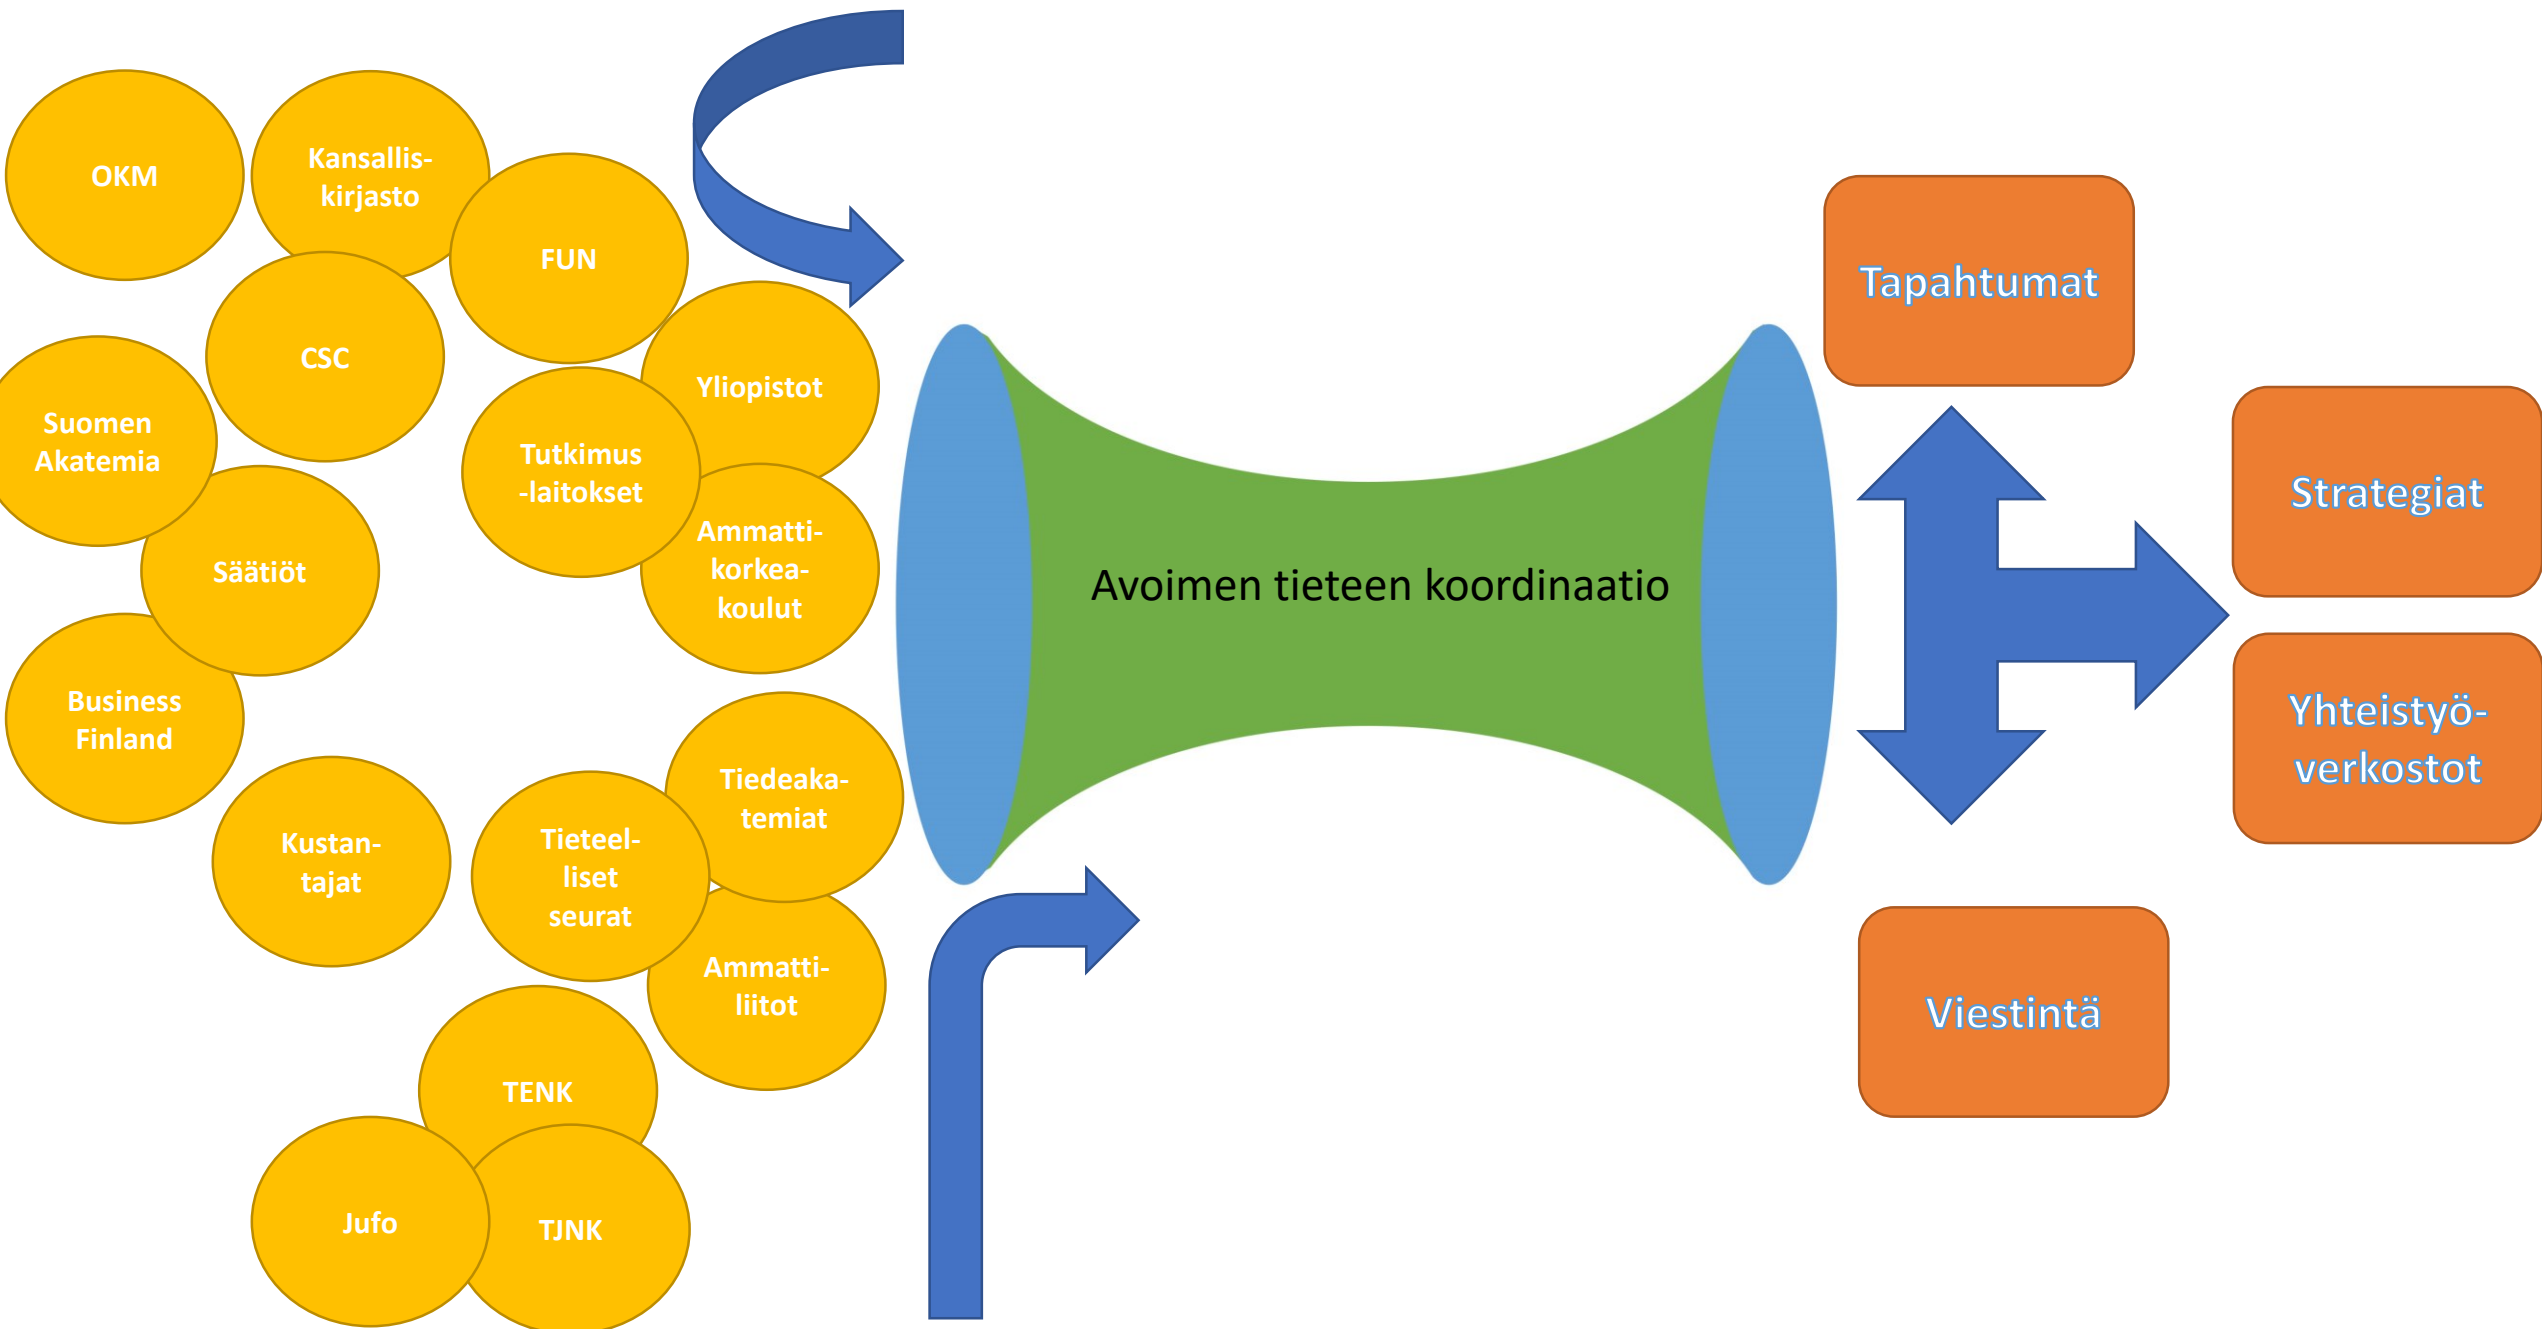 OKM
Kansallis-
kirjasto
FUN
CSC
Yliopistot
Suomen
Akatemia
Tutkimus
-laitokset
Ammatti-
korkea-
koulut
Säätiöt
Business
Finland
Kustan-
tajat
Tieteel-
liset
seurat
Tiedeaka-
temiat
Ammatti-
liitot
TENK
Jufo
TJNK
Avoimen tieteen koordinaatio
Tapahtumat
Strategiat
Yhteistyö-
verkostot
Viestintä